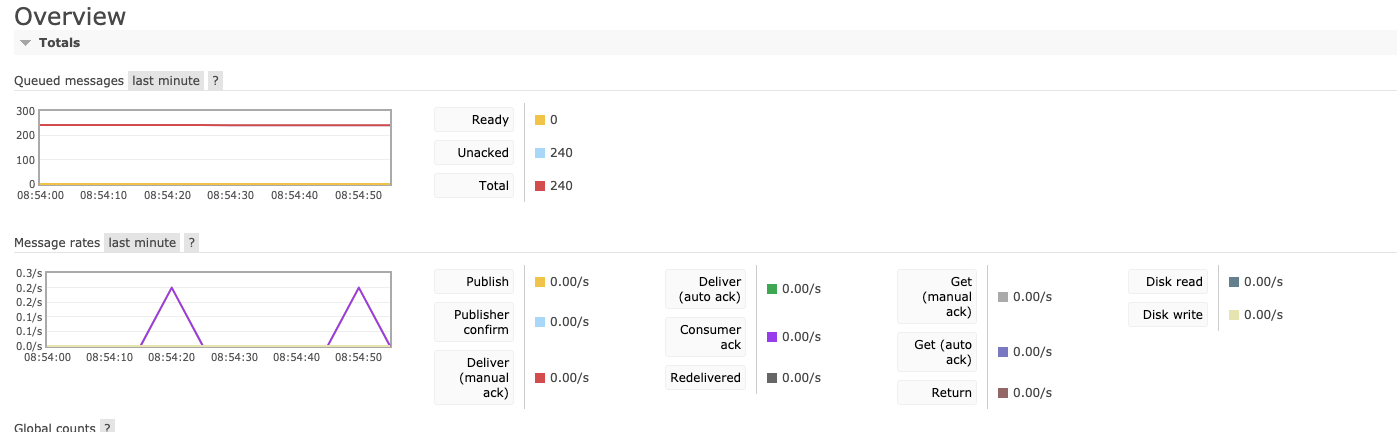 Overview
Totals
Queued messages last minute ?
300
200
100
0
08:54:00 08:54:10 08:54:20 08:54:30 08:54:40 08:54:50
Ready 0
Unacked 240
Total 240
Message rates last minute ?
0.3/s
0.2/s
0.2/s
0.1/s
0.1/s
0.0/s
08:54:00 08:54:10 08:54:20 08:54:30 08:54:40 08:54:50
Publish 0.00/s
Publisher
confirm 0.00/s
Deliver
(manual 0.00/s
ack)
Deliver
(auto ack) 0.00/s
Consumer
ack 0.00/s
Redelivered 0.00/s
Get
(manual 0.00/s
ack)
Get (auto
ack) 0.00/s
Return 0.00/s
Disk read 0.00/s
Disk write 0.00/s
Global counts ?